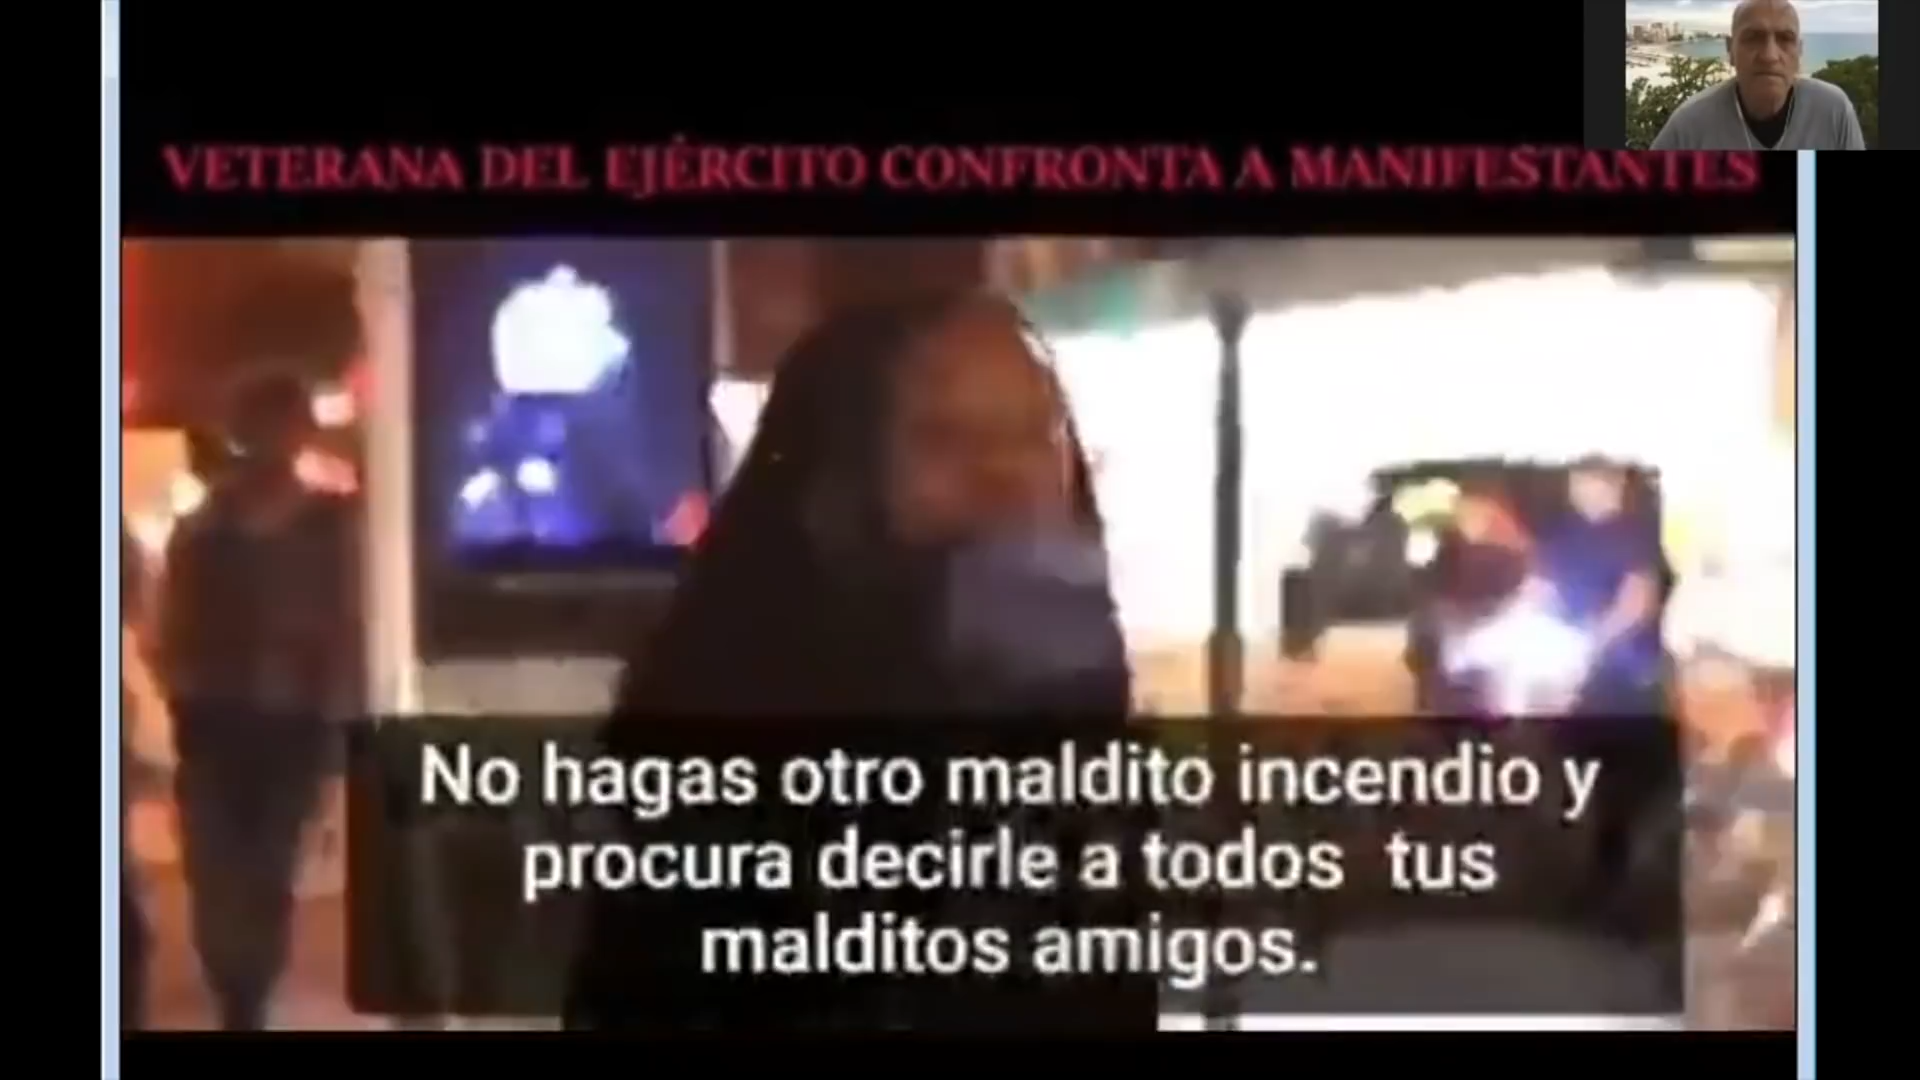 VETERANA DEL EJÉRCITO CONFRONTA A MANIFESTANTES
No hagas otro maldito incendio y
procura decirle a todos tus
malditos amigos.